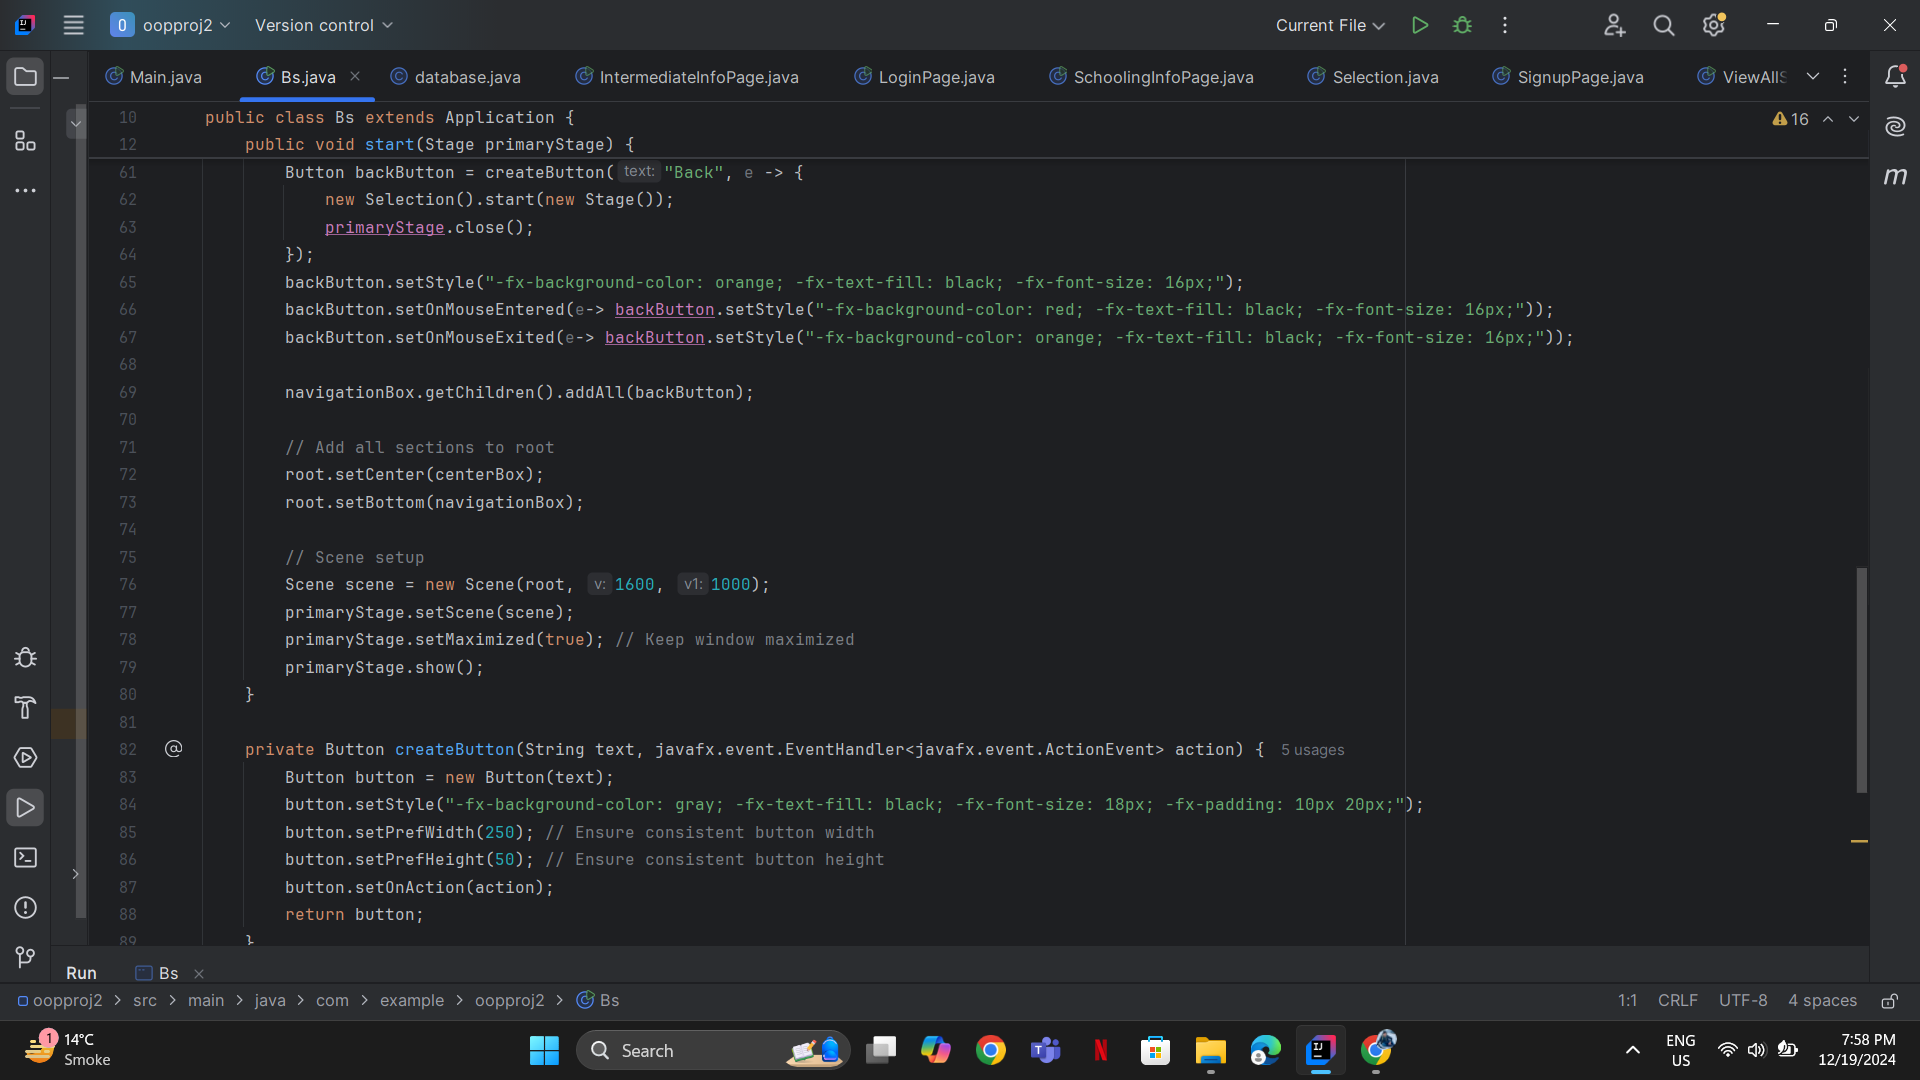 oopproj2 Version control Current File
Main.java Bs.java database.java IntermediateInfoPage.java LoginPage.java SchoolingInfoPage.java Selection.java SignupPage.java ViewAllS
10 public class Bs extends Application { 16
12 public void start(Stage primaryStage) {
61 Button backButton = createButton( text: "Back", e -> {
62 new Selection().start(new Stage());
63 primaryStage.close();
64 });
65 backButton.setStyle("-fx-background-color: orange; -fx-text-fill: black; -fx-font-size: 16px;");
66 backButton.setOnMouseEntered(e-> backButton.setStyle("-fx-background-color: red; -fx-text-fill: black; -fx-font-size: 16px;"));
67 backButton.setOnMouseExited(e-> backButton.setStyle("-fx-background-color: orange; -fx-text-fill: black; -fx-font-size: 16px;"));
68
69 navigationBox.getChildren().addAll(backButton);
70
71 // Add all sections to root
72 root.setCenter(centerBox);
73 root.setBottom(navigationBox);
74
75 // Scene setup
76 Scene scene = new Scene(root, v: 1600, v1: 1000);
77 primaryStage.setScene(scene);
78 primaryStage.setMaximized(true); // Keep window maximized
79 primaryStage.show();
80 }
81
82 @ private Button createButton(String text, javafx.event.EventHandler<javafx.event.ActionEvent> action) { 5 usages
83 Button button = new Button(text);
84 button.setStyle("-fx-background-color: gray; -fx-text-fill: black; -fx-font-size: 18px; -fx-padding: 10px 20px;");
85 button.setPrefWidth(250); // Ensure consistent button width
86 button.setPrefHeight(50); // Ensure consistent button height
87 button.setOnAction(action);
88 return button;
89 }
Run Bs
oopproj2 > src > main > java > com > example > oopproj2 > Bs 1:1 CRLF UTF-8 4 spaces
1 14°C
Smoke
Search
ENG
US
7:58 PM
12/19/2024